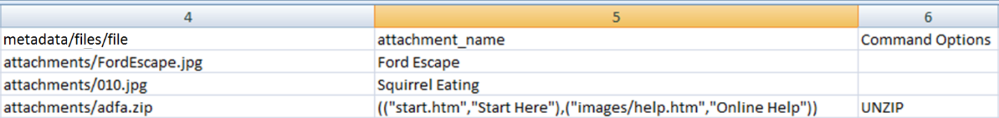 4 5 6
metadata/files/file attachment_name Command Options
attachments/FordEscape.jpg Ford Escape
attachments/010.jpg Squirrel Eating
attachments/adfa.zip (("start.htm","Start Here"),("images/help.htm","Online Help")) UNZIP